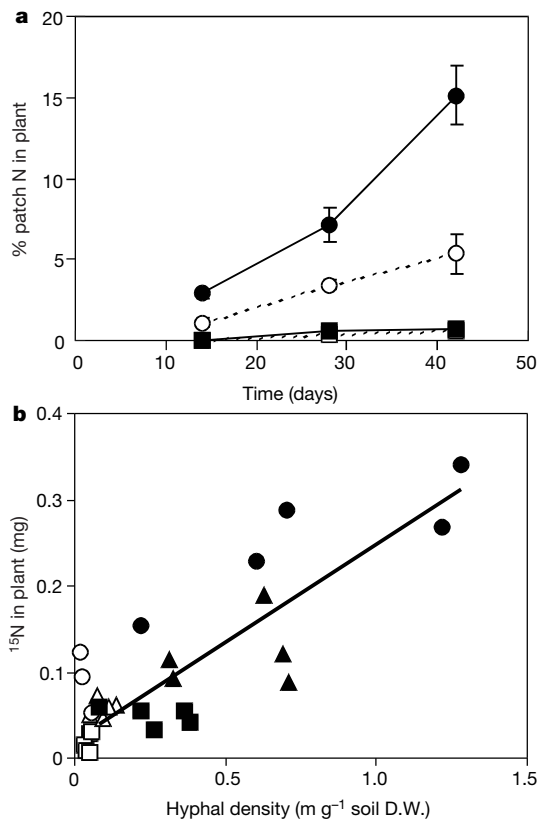 a
20
15
10
5
0
% patch N in plant
0 10 20 30 40 50
Time (days)
b
0.4
0.3
0.2
0.1
0
¹⁵N in plant (mg)
0 0.5 1.0 1.5
Hyphal density (m g⁻¹ soil D.W.)